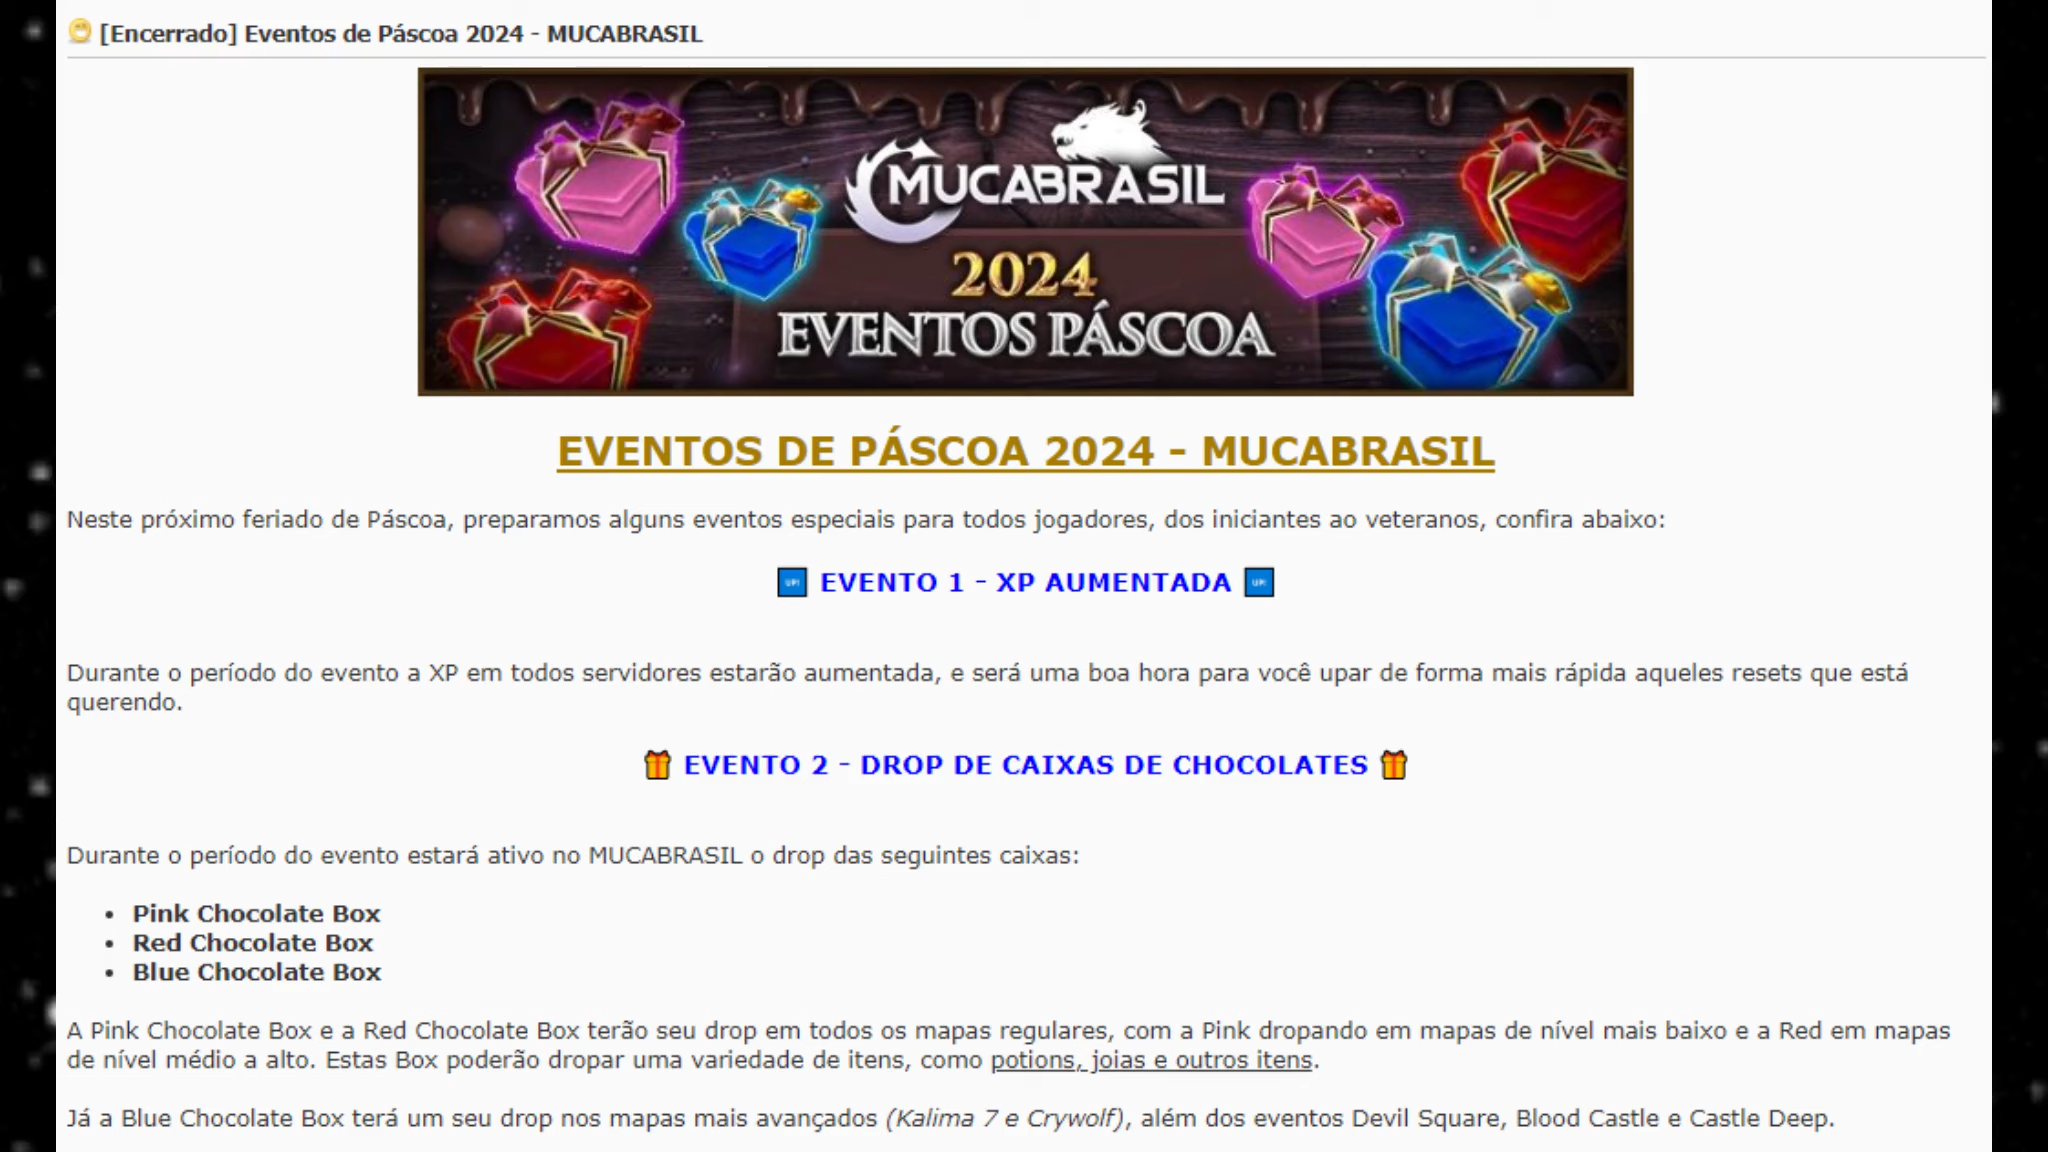 [Encerrado] Eventos de Páscoa 2024 - MUCABRASIL
MUCABRASIL
2024
EVENTOS PÁSCOA
EVENTOS DE PÁSCOA 2024 - MUCABRASIL
Neste próximo feriado de Páscoa, preparamos alguns eventos especiais para todos jogadores, dos iniciantes ao veteranos, confira abaixo:
UP! EVENTO 1 - XP AUMENTADA UP!
Durante o período do evento a XP em todos servidores estarão aumentada, e será uma boa hora para você upar de forma mais rápida aqueles resets que está
querendo.
EVENTO 2 - DROP DE CAIXAS DE CHOCOLATES
Durante o período do evento estará ativo no MUCABRASIL o drop das seguintes caixas:
• Pink Chocolate Box
• Red Chocolate Box
• Blue Chocolate Box
A Pink Chocolate Box e a Red Chocolate Box terão seu drop em todos os mapas regulares, com a Pink dropando em mapas de nível mais baixo e a Red em mapas
de nível médio a alto. Estas Box poderão dropar uma variedade de itens, como potions, joias e outros itens.
Já a Blue Chocolate Box terá um seu drop nos mapas mais avançados (Kalima 7 e Crywolf), além dos eventos Devil Square, Blood Castle e Castle Deep.